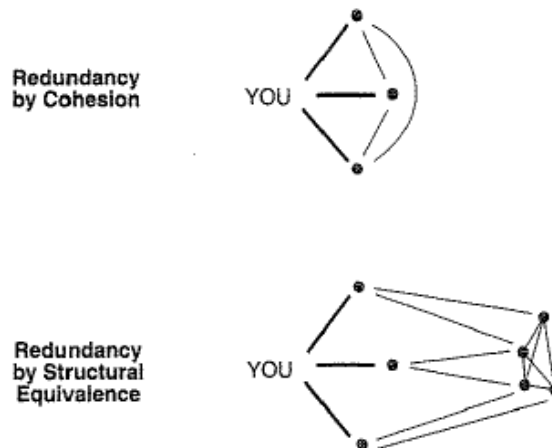 Redundancy
by Cohesion
YOU
Redundancy
by Structural
Equivalence
YOU